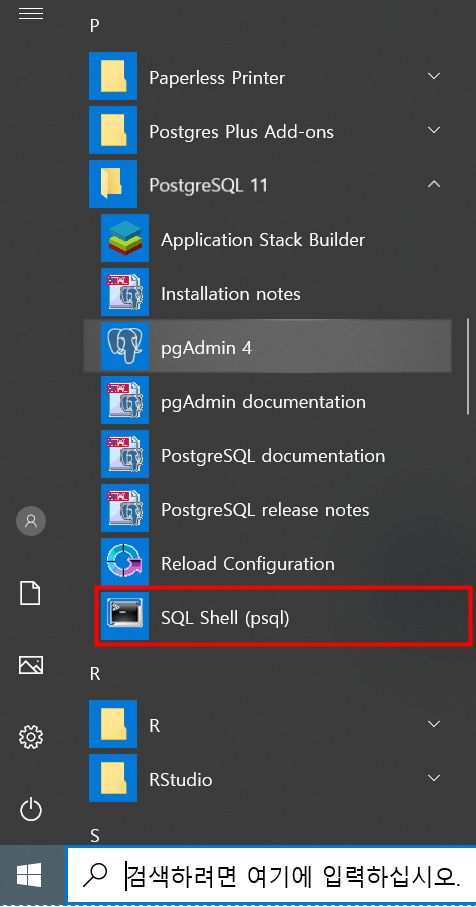 P
Paperless Printer
Postgres Plus Add-ons
PostgreSQL 11
Application Stack Builder
Installation notes
pgAdmin 4
pgAdmin documentation
PostgreSQL documentation
PostgreSQL release notes
Reload Configuration
SQL Shell (psql)
R
R
RStudio
S
검색하려면 여기에 입력하십시오.